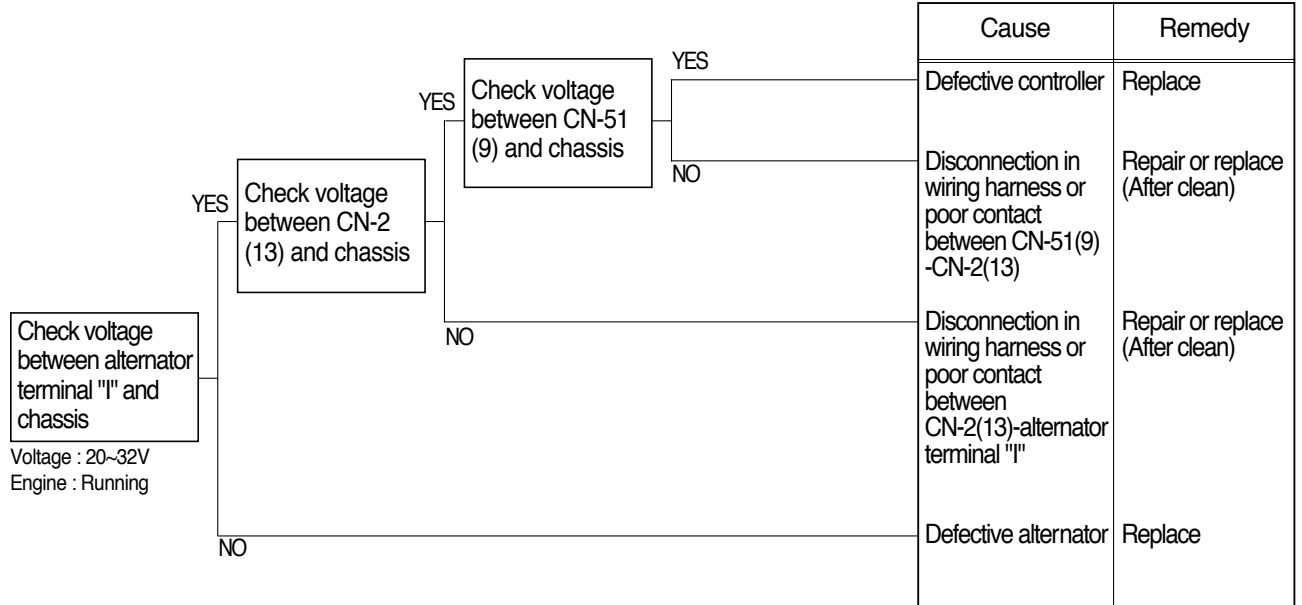 Cause
Remedy
YES
Defective controller
Replace
YES
Check voltage
between CN-51
(9) and chassis
NO
Disconnection in
wiring harness or
poor contact
between CN-51(9)
-CN-2(13)
Repair or replace
(After clean)
YES
Check voltage
between CN-2
(13) and chassis
NO
Disconnection in
wiring harness or
poor contact
between
CN-2(13)-alternator
terminal "I"
Repair or replace
(After clean)
Check voltage
between alternator
terminal "I" and
chassis
Voltage : 20~32V
Engine : Running
NO
Defective alternator
Replace